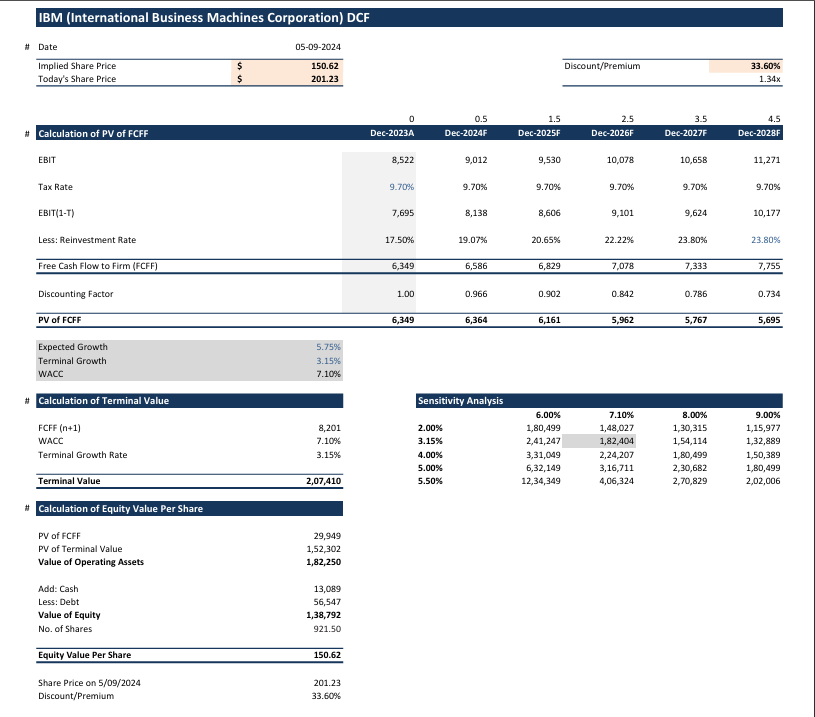 IBM (International Business Machines Corporation) DCF
# Date 05-09-2024
Implied Share Price $ 150.62 Discount/Premium 33.60%
Today's Share Price $ 201.23 1.34x
0 0.5 1.5 2.5 3.5 4.5
# Calculation of PV of FCFF Dec-2023A Dec-2024F Dec-2025F Dec-2026F Dec-2027F Dec-2028F
EBIT 8,522 9,012 9,530 10,078 10,658 11,271
Tax Rate 9.70% 9.70% 9.70% 9.70% 9.70% 9.70%
EBIT(1-T) 7,695 8,138 8,606 9,101 9,624 10,177
Less: Reinvestment Rate 17.50% 19.07% 20.65% 22.22% 23.80% 23.80%
Free Cash Flow to Firm (FCFF) 6,349 6,586 6,829 7,078 7,333 7,755
Discounting Factor 1.00 0.966 0.902 0.842 0.786 0.734
PV of FCFF 6,349 6,364 6,161 5,962 5,767 5,695
Expected Growth 5.75%
Terminal Growth 3.15%
WACC 7.10%
# Calculation of Terminal Value Sensitivity Analysis
6.00% 7.10% 8.00% 9.00%
FCFF (n+1) 8,201 2.00% 1,80,499 1,48,027 1,30,315 1,15,977
WACC 7.10% 3.15% 2,41,247 1,82,404 1,54,114 1,32,889
Terminal Growth Rate 3.15% 4.00% 3,31,049 2,24,207 1,80,499 1,50,389
5.00% 6,32,149 3,16,711 2,30,682 1,80,499
Terminal Value 2,07,410 5.50% 12,34,349 4,06,324 2,70,829 2,02,006
# Calculation of Equity Value Per Share
PV of FCFF 29,949
PV of Terminal Value 1,52,302
Value of Operating Assets 1,82,250
Add: Cash 13,089
Less: Debt 56,547
Value of Equity 1,38,792
No. of Shares 921.50
Equity Value Per Share 150.62
Share Price on 5/09/2024 201.23
Discount/Premium 33.60%